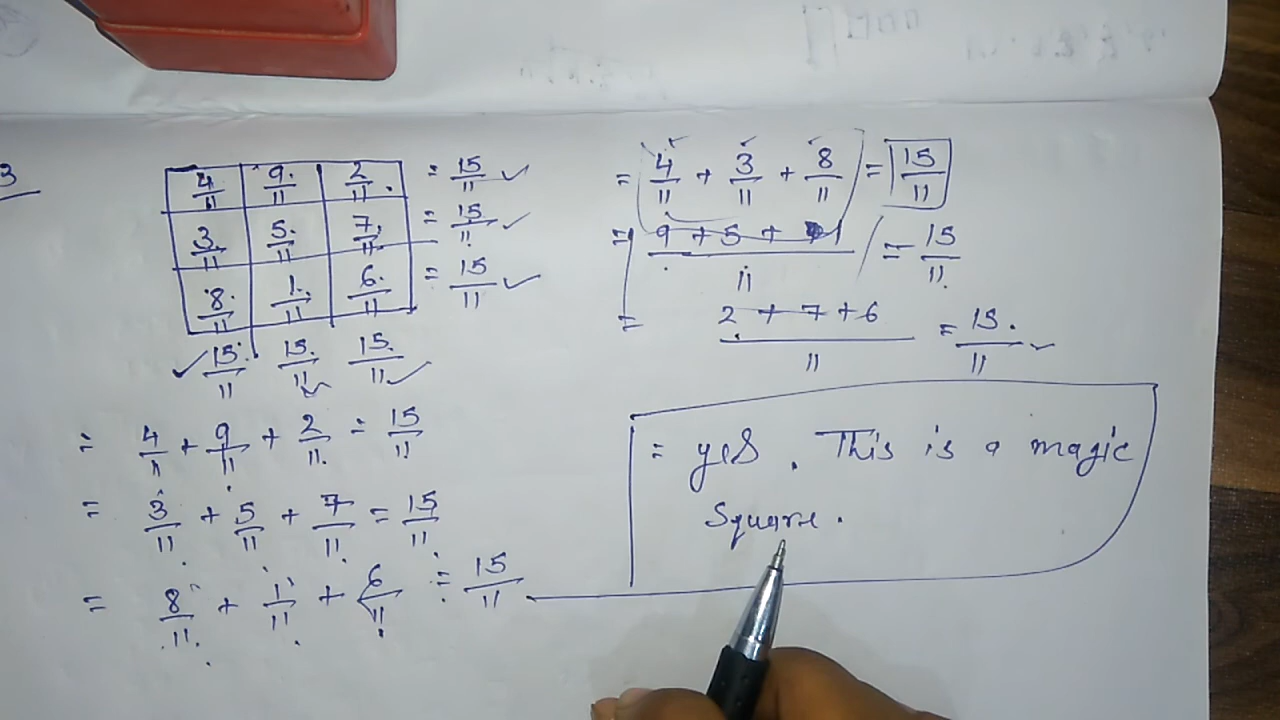 3
4/11 9/11 2/11 = 15/11 ✓
3/11 5/11 7/11 = 15/11 ✓
8/11 1/11 6/11 = 15/11 ✓
✓ 15/11 15/11 ✓ 15/11 ✓
= 4/11 + 9/11 + 2/11 = 15/11
= 3/11 + 5/11 + 7/11 = 15/11
= 8/11 + 1/11 + 6/11 = 15/11
= 4/11 + 3/11 + 8/11 = 15/11
= 9 + 5 + 1 / 11 = 15/11
= 2 + 7 + 6 / 11 = 15/11 ✓
= yes. This is a magic
Square.